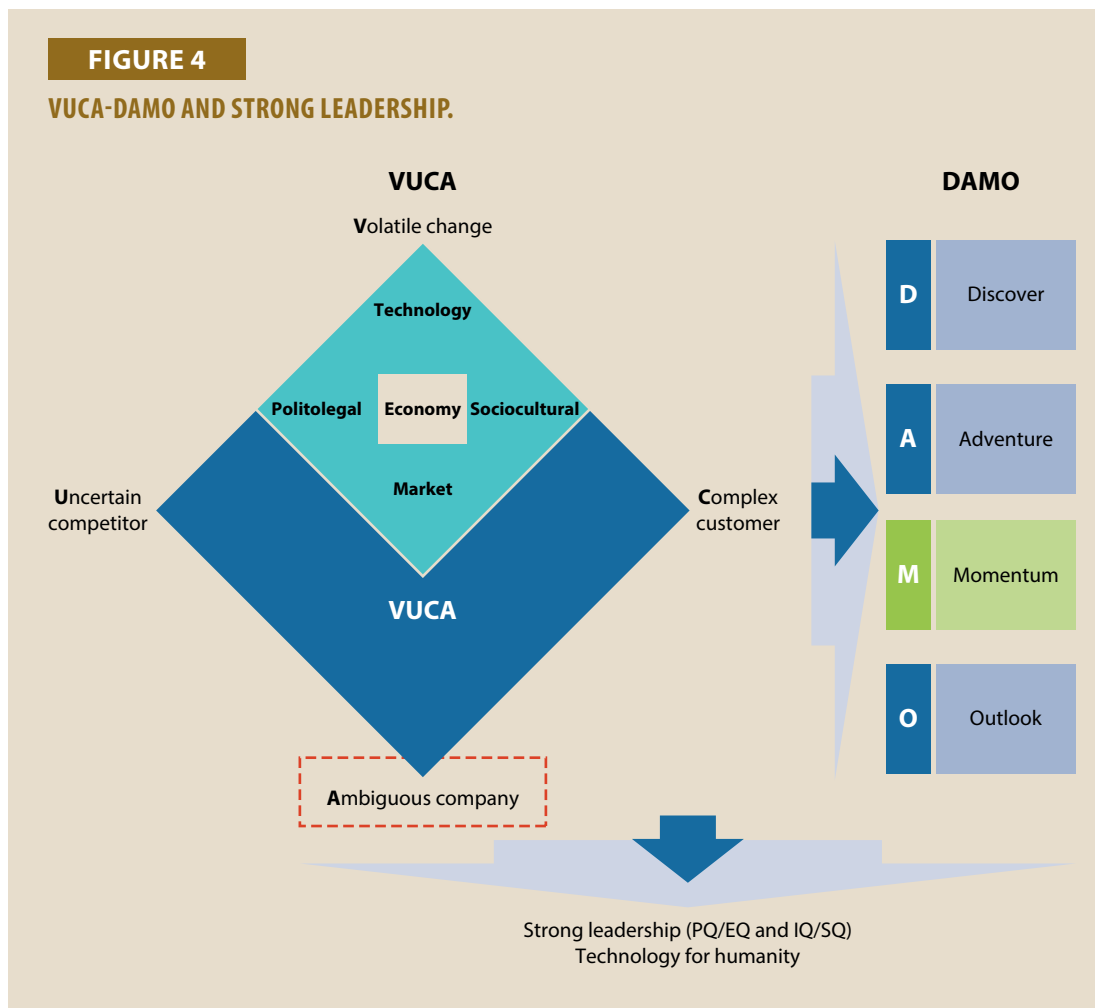 FIGURE 4
VUCA-DAMO AND STRONG LEADERSHIP.
VUCA
Volatile change
Technology
Politolegal
Economy
Sociocultural
Market
Uncertain
competitor
Complex
customer
VUCA
Ambiguous company
DAMO
D
Discover
A
Adventure
M
Momentum
O
Outlook
Strong leadership (PQ/EQ and IQ/SQ)
Technology for humanity